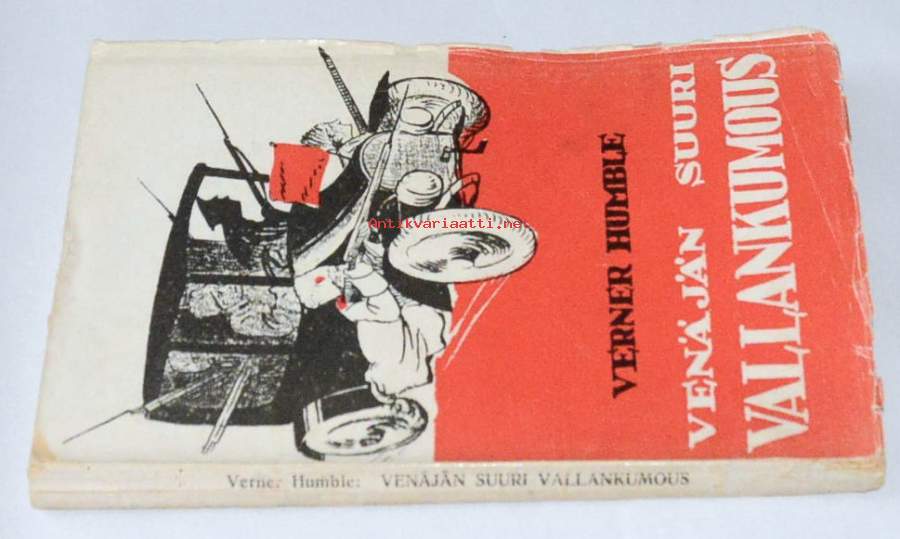 VERNER HUMBLE
VENÄJÄN SUURI
VALLANKUMOUS
Verner Humble: VENÄJÄN SUURI VALLANKUMOUS
Antikvariaatti.net